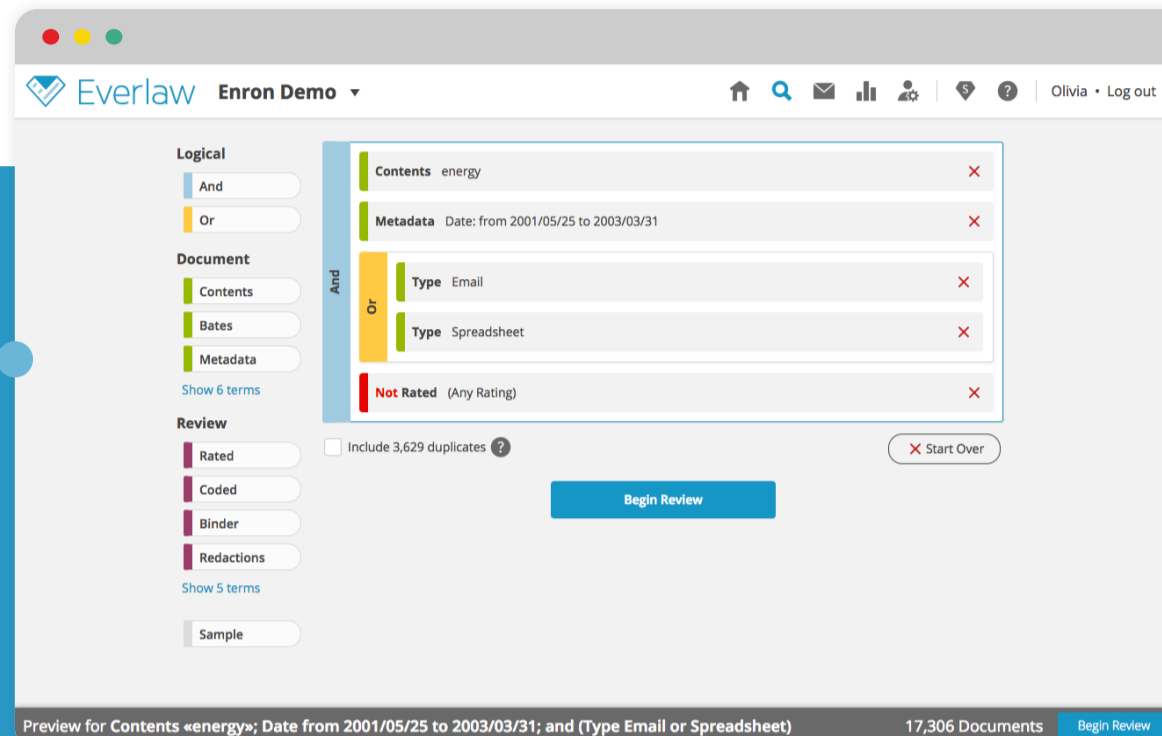 Everlaw Enron Demo
S ? Olivia • Log out
Logical
And
Or
Document
Contents
Bates
Metadata
Show 6 terms
Review
Rated
Coded
Binder
Redactions
Show 5 terms
Sample
And
Contents energy
Metadata Date: from 2001/05/25 to 2003/03/31
Or
Type Email
Type Spreadsheet
Not Rated (Any Rating)
Include 3,629 duplicates ?
Start Over
Begin Review
Preview for Contents «energy»; Date from 2001/05/25 to 2003/03/31; and (Type Email or Spreadsheet) 17,306 Documents Begin Review